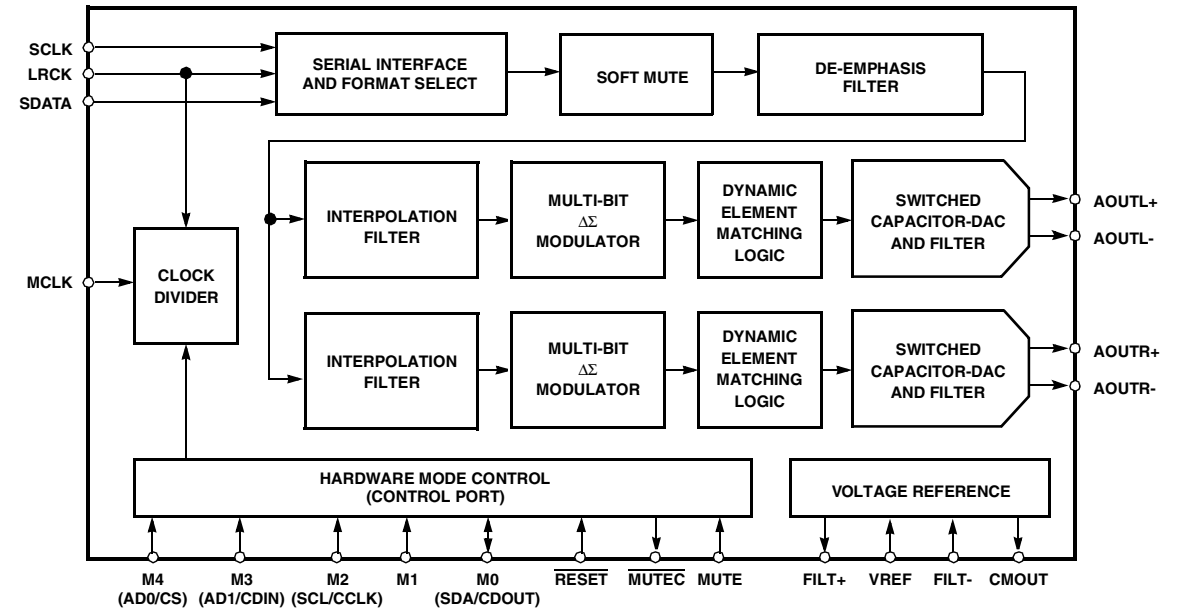 SCLK
LRCK
SDATA
SERIAL INTERFACE
AND FORMAT SELECT
SOFT MUTE
DE-EMPHASIS
FILTER
INTERPOLATION
FILTER
MULTI-BIT
ΔΣ
MODULATOR
DYNAMIC
ELEMENT
MATCHING
LOGIC
SWITCHED
CAPACITOR-DAC
AND FILTER
AOUTL+
AOUTL-
MCLK
CLOCK
DIVIDER
INTERPOLATION
FILTER
MULTI-BIT
ΔΣ
MODULATOR
DYNAMIC
ELEMENT
MATCHING
LOGIC
SWITCHED
CAPACITOR-DAC
AND FILTER
AOUTR+
AOUTR-
HARDWARE MODE CONTROL
(CONTROL PORT)
VOLTAGE REFERENCE
M4
(AD0/CS)
M3
(AD1/CDIN)
M2
(SCL/CCLK)
M1
M0
(SDA/CDOUT)
RESET
MUTEC
MUTE
FILT+
VREF
FILT-
CMOUT